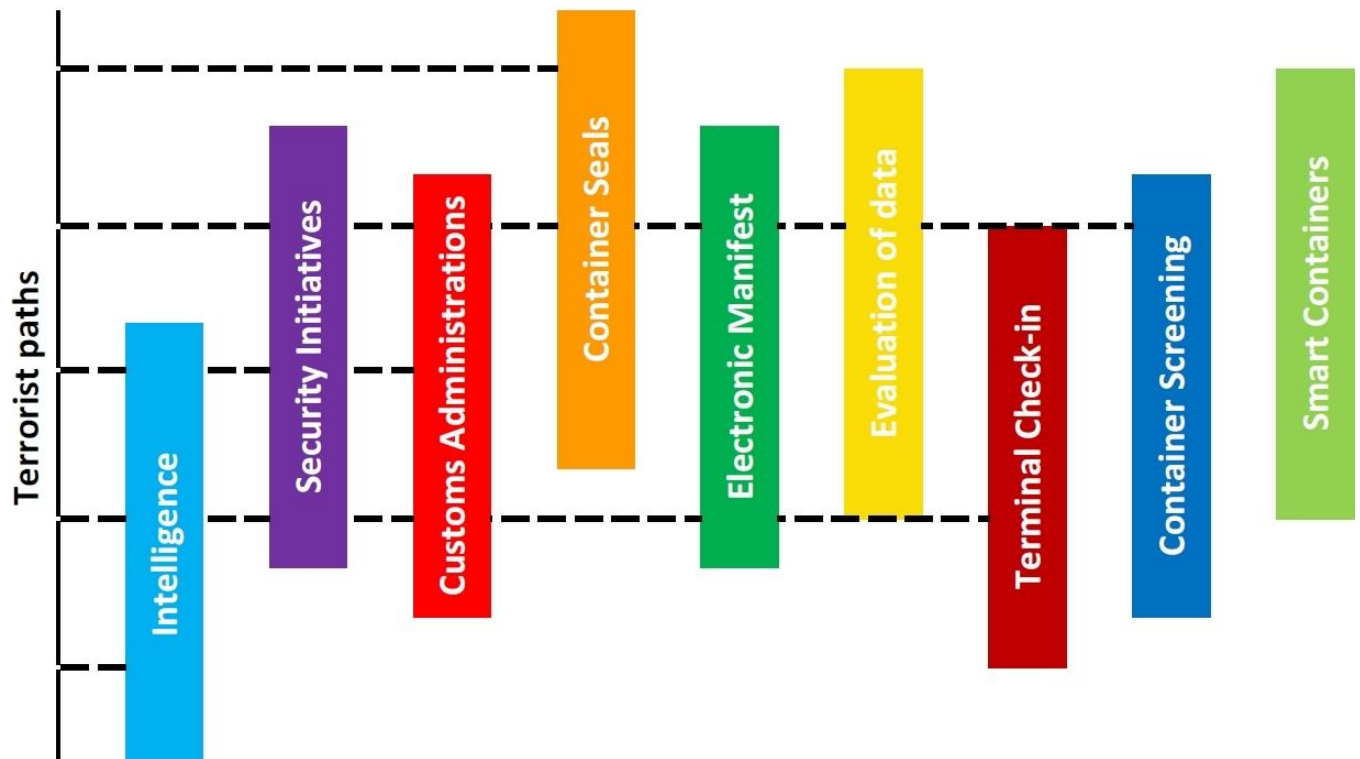 Terrorist paths
Intelligence
Security Initiatives
Customs Administrations
Container Seals
Electronic Manifest
Evaluation of data
Terminal Check-in
Container Screening
Smart Containers